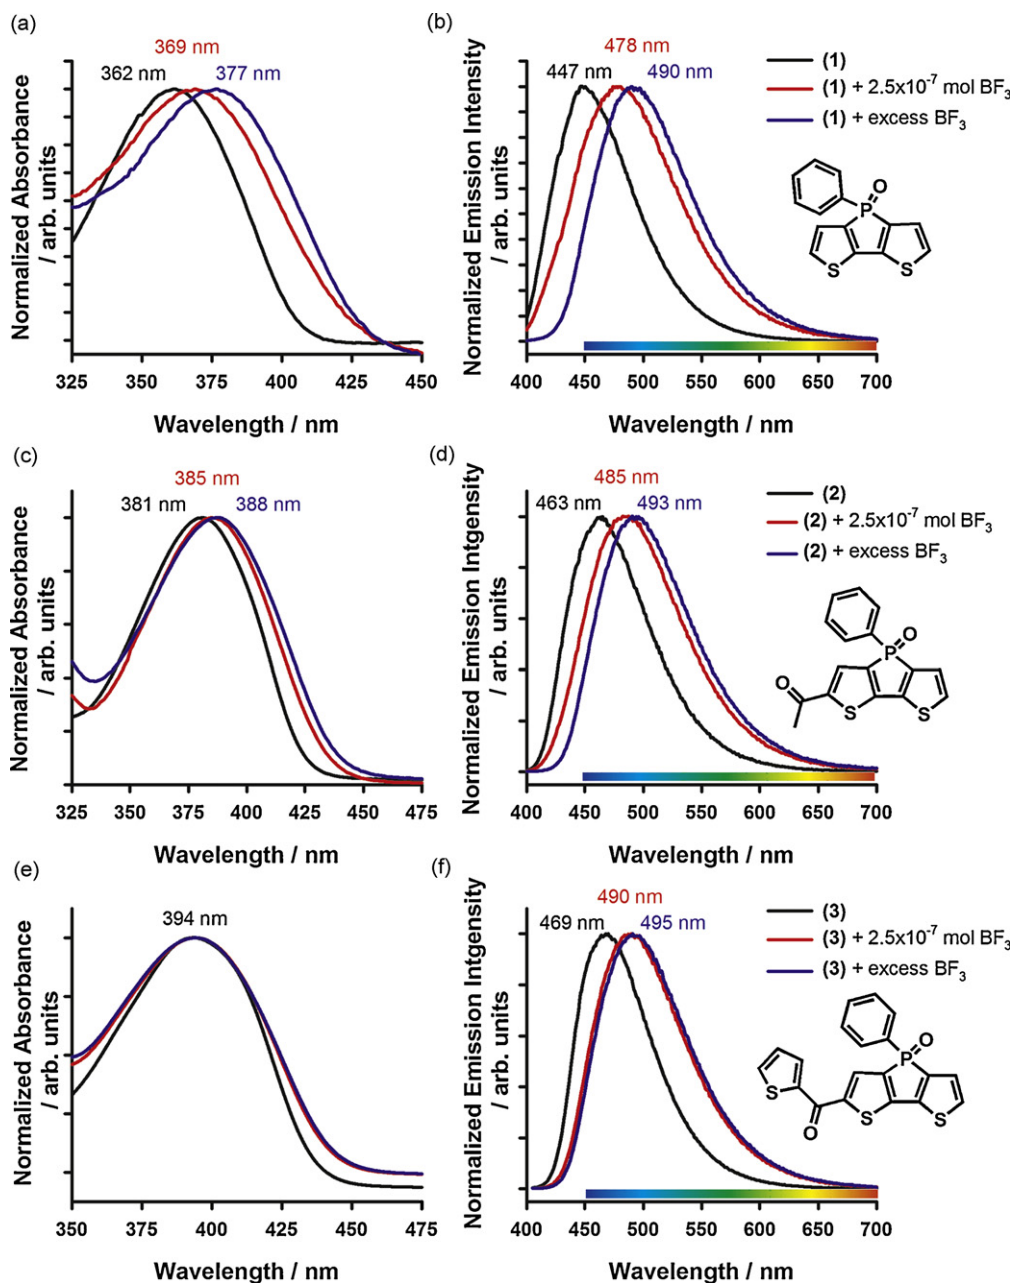 (a)
369 nm
362 nm
377 nm
Normalized Absorbance
/ arb. units
325 350 375 400 425 450
Wavelength / nm
(b)
478 nm
447 nm
490 nm
Normalized Emission Intensity
/ arb. units
400 450 500 550 600 650 700
Wavelength / nm
(1)
(1) + 2.5x10⁻⁷ mol BF₃
(1) + excess BF₃
O
P
S S
(c)
385 nm
381 nm
388 nm
Normalized Absorbance
/ arb. units
325 350 375 400 425 450 475
Wavelength / nm
(d)
485 nm
463 nm
493 nm
Normalized Emission Intgensity
/ arb. units
400 450 500 550 600 650 700
Wavelength / nm
(2)
(2) + 2.5x10⁻⁷ mol BF₃
(2) + excess BF₃
O
P
O
S S
(e)
394 nm
Normalized Absorbance
/ arb. units
350 400 450 475
Wavelength / nm
(f)
490 nm
469 nm
495 nm
Normalized Emission Intgensity
/ arb. units
400 450 500 550 600 650 700
Wavelength / nm
(3)
(3) + 2.5x10⁻⁷ mol BF₃
(3) + excess BF₃
O
P
S
S S
O